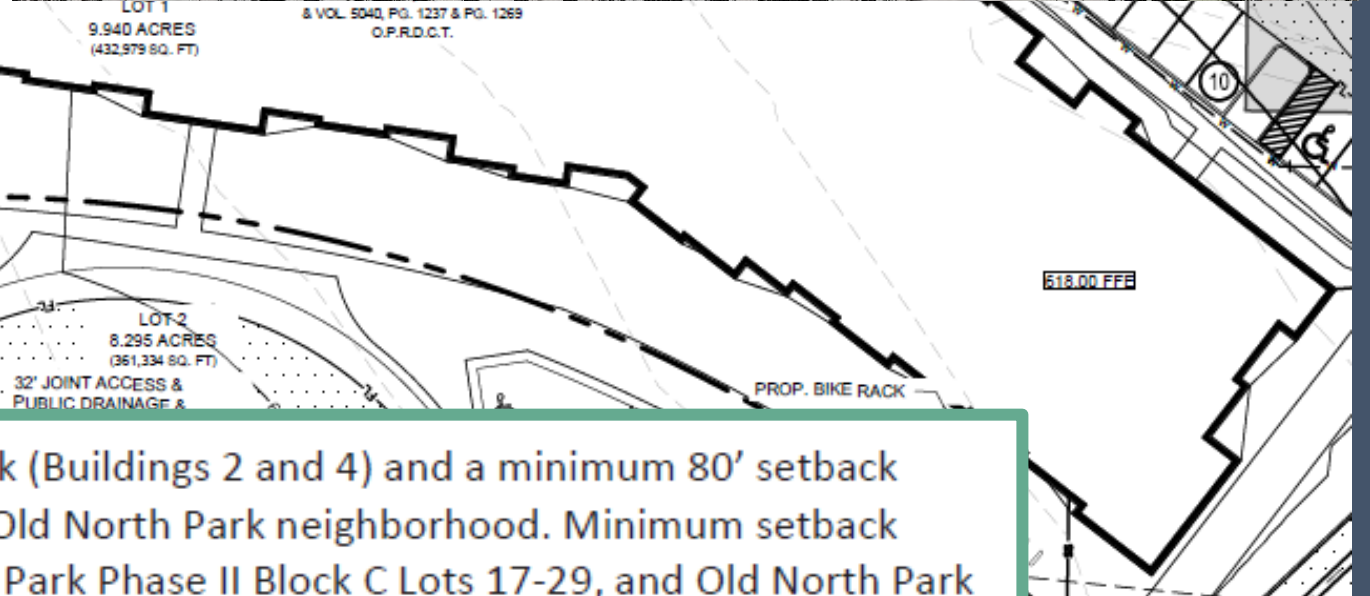 LOT 1
9.940 ACRES
(432,979 SQ. FT)
& VOL. 5040, PG. 1237 & PG. 1269
O.P.R.D.C.T.
10
518.00 FFE
FL
LOT 2
8.295 ACRES
(361,334 SQ. FT)
32' JOINT ACCESS &
PUBLIC DRAINAGE &
FL
PROP. BIKE RACK
(Buildings 2 and 4) and a minimum 80’ setback
Old North Park neighborhood. Minimum setback
Park Phase II Block C Lots 17-29, and Old North Park